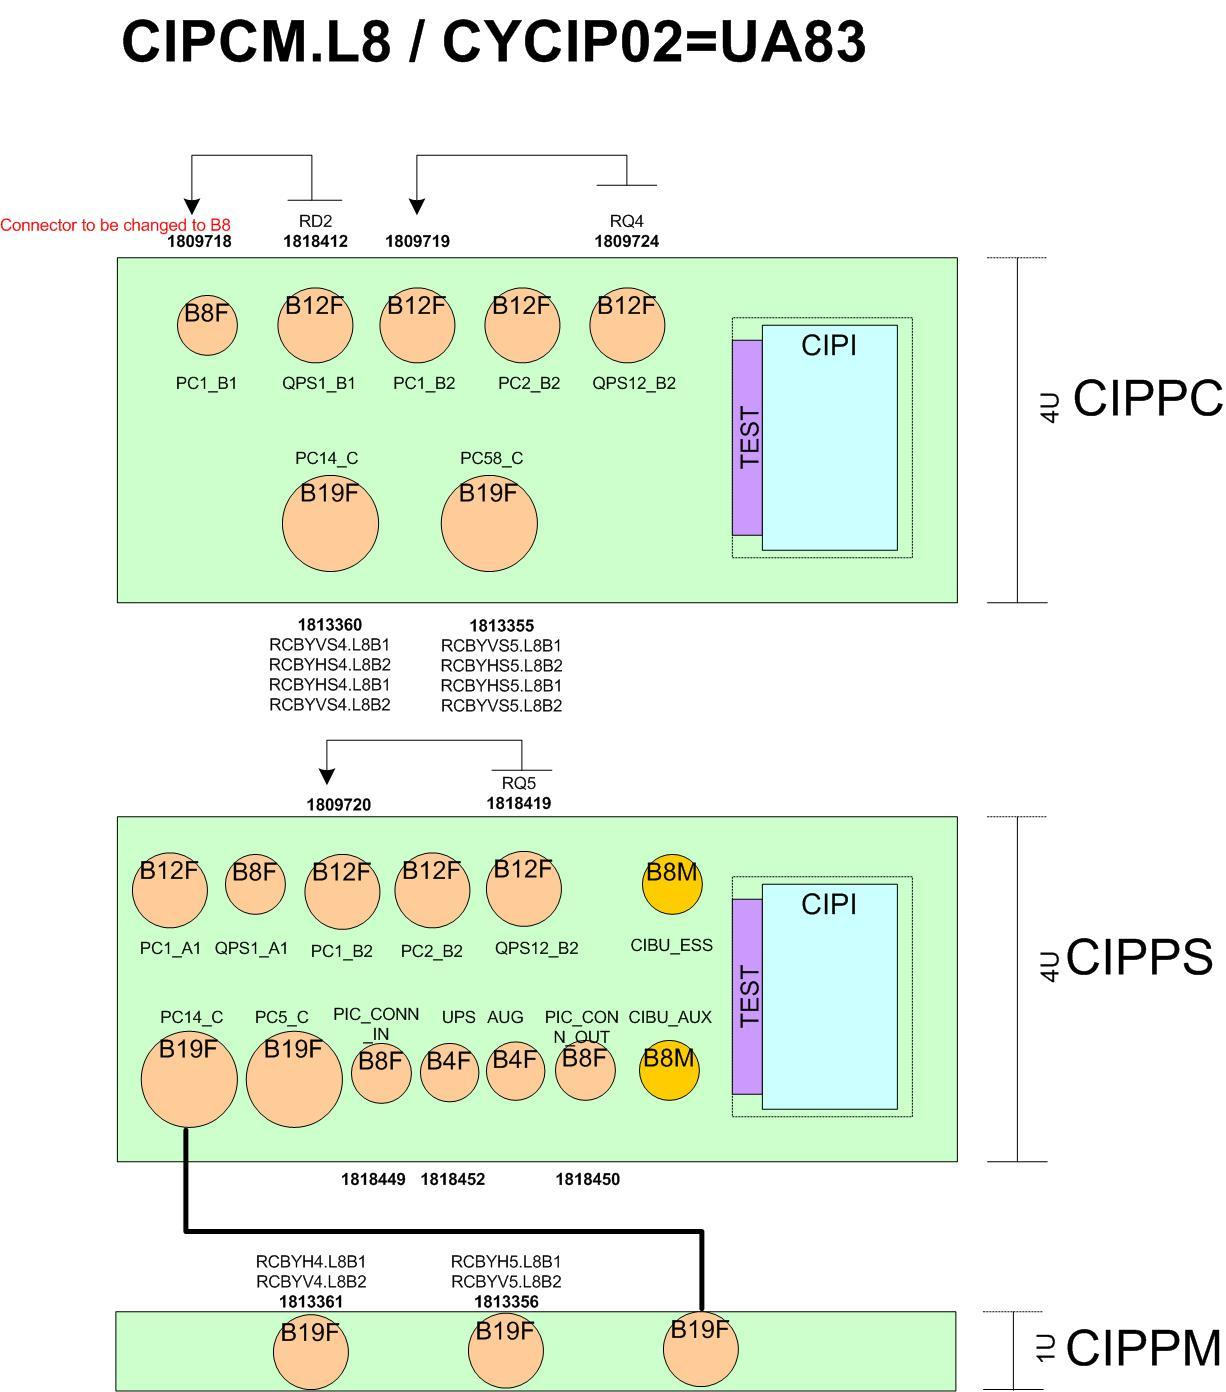 CIPCM.L8 / CYCIP02=UA83
Connector to be changed to B8
RD2
RQ4
1809718
1818412
1809719
1809724
B8F
B12F
B12F
B12F
B12F
PC1_B1
QPS1_B1
PC1_B2
PC2_B2
QPS12_B2
CIPI
TEST
4U
CIPPC
PC14_C
PC58_C
B19F
B19F
1813360
RCBYVS4.L8B1
RCBYHS4.L8B2
RCBYHS4.L8B1
RCBYVS4.L8B2
1813355
RCBYVS5.L8B1
RCBYHS5.L8B2
RCBYHS5.L8B1
RCBYVS5.L8B2
RQ5
1809720
1818419
B12F
B8F
B12F
B12F
B12F
B8M
PC1_A1
QPS1_A1
PC1_B2
PC2_B2
QPS12_B2
CIBU_ESS
CIPI
TEST
4U
CIPPS
PC14_C
PC5_C
PIC_CONN
_IN
UPS
AUG
PIC_CON
N_OUT
CIBU_AUX
B19F
B19F
B8F
B4F
B4F
B8F
B8M
1818449
1818452
1818450
RCBYH4.L8B1
RCBYV4.L8B2
1813361
RCBYH5.L8B1
RCBYV5.L8B2
1813356
B19F
B19F
B19F
1U
CIPPM